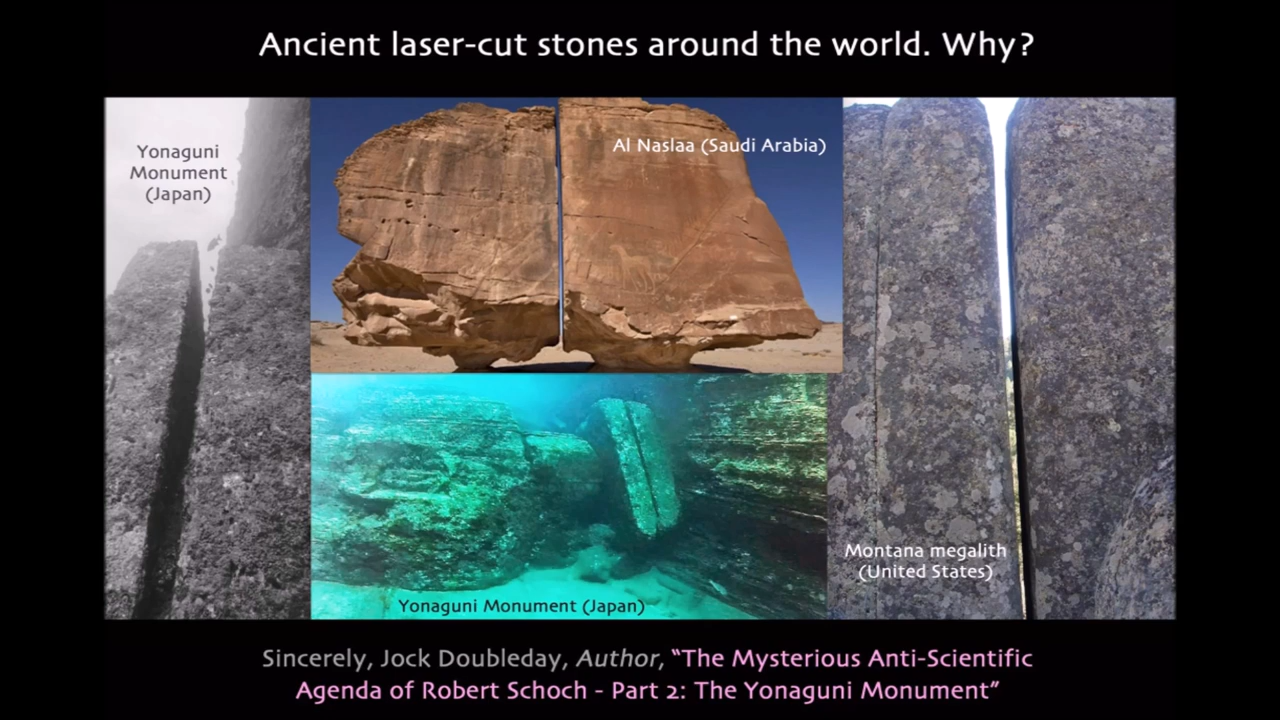 Ancient laser-cut stones around the world. Why?
Yonaguni
Monument
(Japan)
Al Naslaa (Saudi Arabia)
Yonaguni Monument (Japan)
Montana megalith
(United States)
Sincerely, Jock Doubleday, Author, “The Mysterious Anti-Scientific
Agenda of Robert Schoch - Part 2: The Yonaguni Monument”